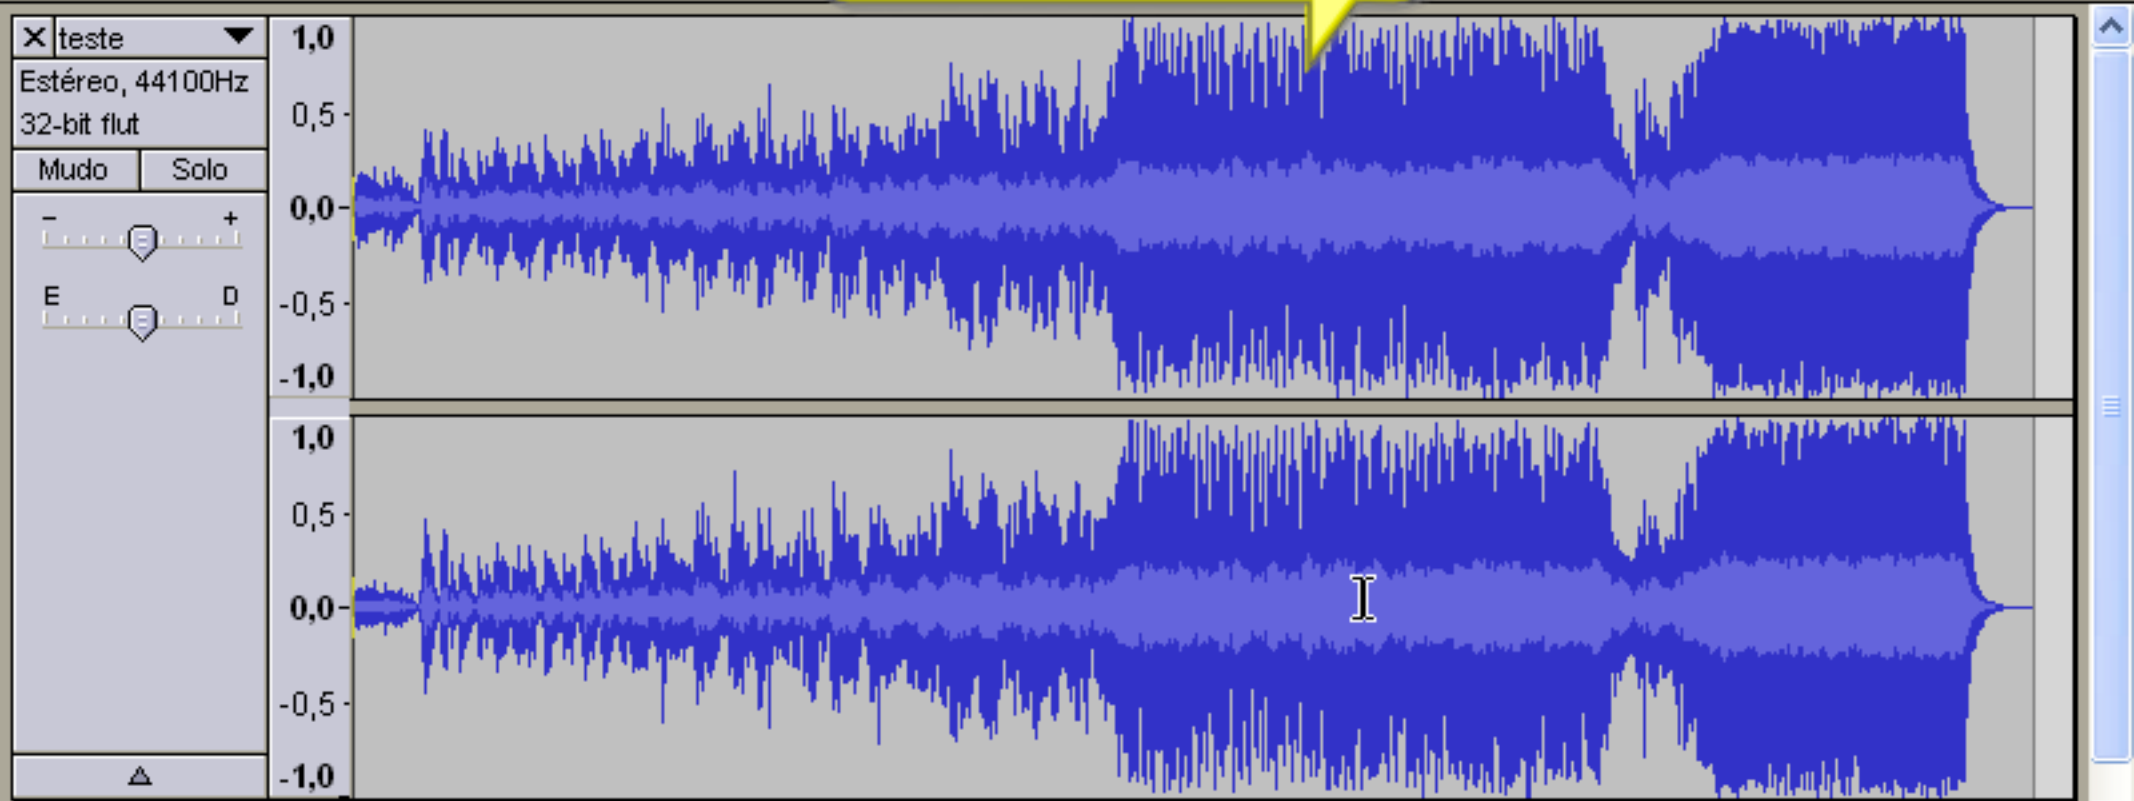 teste
Estéreo, 44100Hz
32-bit flut
Mudo Solo
- +
E D
1,0
0,5 -
0,0-
-0,5 -
-1,0
1,0
0,5 -
0,0-
-0,5 -
-1,0